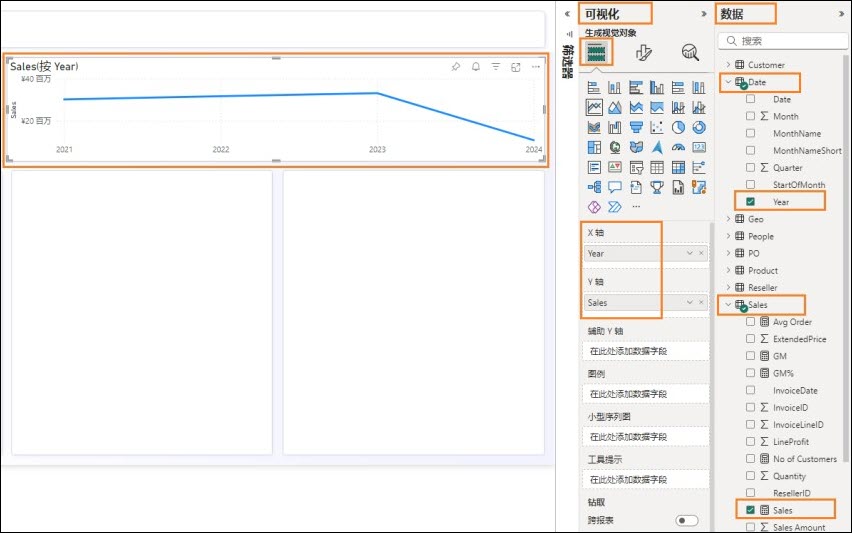 Sales(按 Year)
¥40 百万
¥20 百万
Sales
2021
2022
2023
2024
筛选器
可视化
生成视觉对象
123
X 轴
Year
Y 轴
Sales
辅助 Y 轴
在此处添加数据字段
图例
在此处添加数据字段
小型序列图
在此处添加数据字段
工具提示
在此处添加数据字段
钻取
跨报表
数据
搜索
Customer
Date
Date
Month
MonthName
MonthNameShort
Quarter
StartOfMonth
Year
Geo
People
PO
Product
Reseller
Sales
Avg Order
ExtendedPrice
GM
GM%
InvoiceDate
InvoiceID
InvoiceLineID
LineProfit
No of Customers
Quantity
ResellerID
Sales
Sales Amount